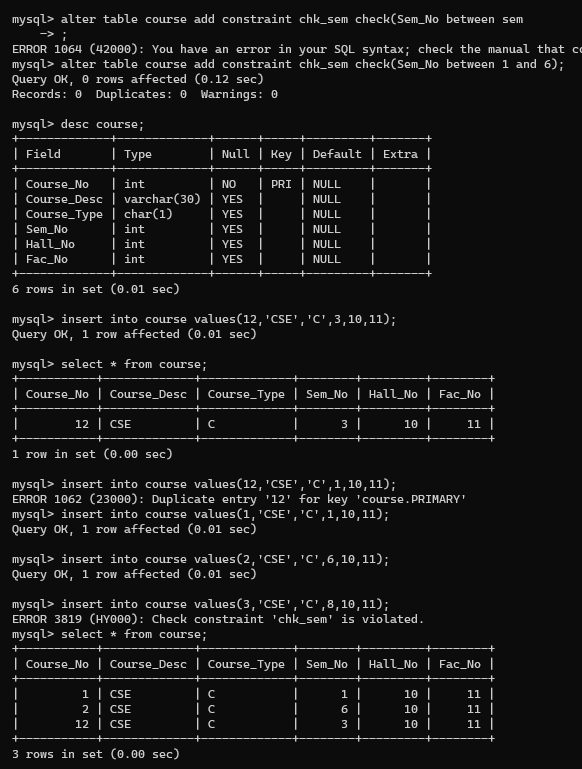 mysql> alter table course add constraint chk_sem check(Sem_No between sem
    -> ;
ERROR 1064 (42000): You have an error in your SQL syntax; check the manual that co
mysql> alter table course add constraint chk_sem check(Sem_No between 1 and 6);
Query OK, 0 rows affected (0.12 sec)
Records: 0  Duplicates: 0  Warnings: 0

mysql> desc course;
+-------------+-------------+------+-----+---------+-------+
| Field       | Type        | Null | Key | Default | Extra |
+-------------+-------------+------+-----+---------+-------+
| Course_No   | int         | NO   | PRI | NULL    |       |
| Course_Desc | varchar(30) | YES  |     | NULL    |       |
| Course_Type | char(1)     | YES  |     | NULL    |       |
| Sem_No      | int         | YES  |     | NULL    |       |
| Hall_No     | int         | YES  |     | NULL    |       |
| Fac_No      | int         | YES  |     | NULL    |       |
+-------------+-------------+------+-----+---------+-------+
6 rows in set (0.01 sec)

mysql> insert into course values(12,'CSE','C',3,10,11);
Query OK, 1 row affected (0.01 sec)

mysql> select * from course;
+-----------+-------------+-------------+--------+---------+--------+
| Course_No | Course_Desc | Course_Type | Sem_No | Hall_No | Fac_No |
+-----------+-------------+-------------+--------+---------+--------+
|        12 | CSE         | C           |      3 |      10 |     11 |
+-----------+-------------+-------------+--------+---------+--------+
1 row in set (0.00 sec)

mysql> insert into course values(12,'CSE','C',1,10,11);
ERROR 1062 (23000): Duplicate entry '12' for key 'course.PRIMARY'
mysql> insert into course values(1,'CSE','C',1,10,11);
Query OK, 1 row affected (0.01 sec)

mysql> insert into course values(2,'CSE','C',6,10,11);
Query OK, 1 row affected (0.01 sec)

mysql> insert into course values(3,'CSE','C',8,10,11);
ERROR 3819 (HY000): Check constraint 'chk_sem' is violated.
mysql> select * from course;
+-----------+-------------+-------------+--------+---------+--------+
| Course_No | Course_Desc | Course_Type | Sem_No | Hall_No | Fac_No |
+-----------+-------------+-------------+--------+---------+--------+
|         1 | CSE         | C           |      1 |      10 |     11 |
|         2 | CSE         | C           |      6 |      10 |     11 |
|        12 | CSE         | C           |      3 |      10 |     11 |
+-----------+-------------+-------------+--------+---------+--------+
3 rows in set (0.00 sec)